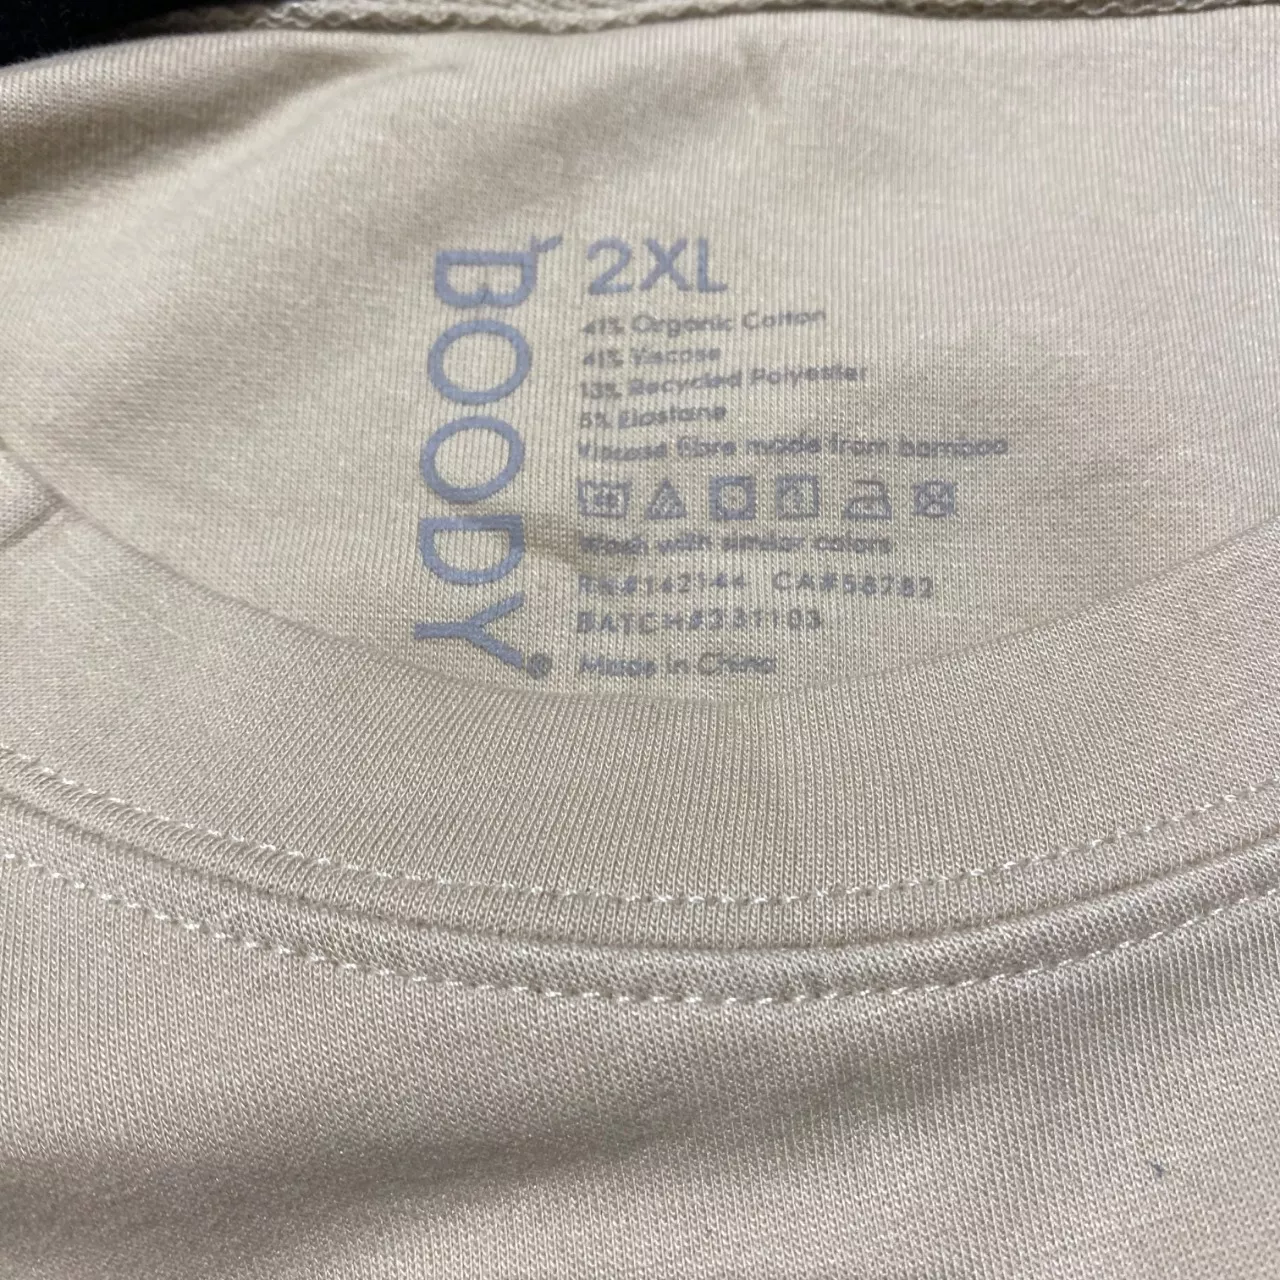 BOODY®
2XL
41% Organic Cotton
41% Viscose
13% Recycled Polyester
5% Elastane
Viscose fibre made from bamboo
Wash with similar colors
RN#142144 CA#58282
BATCH#231103
Made in China